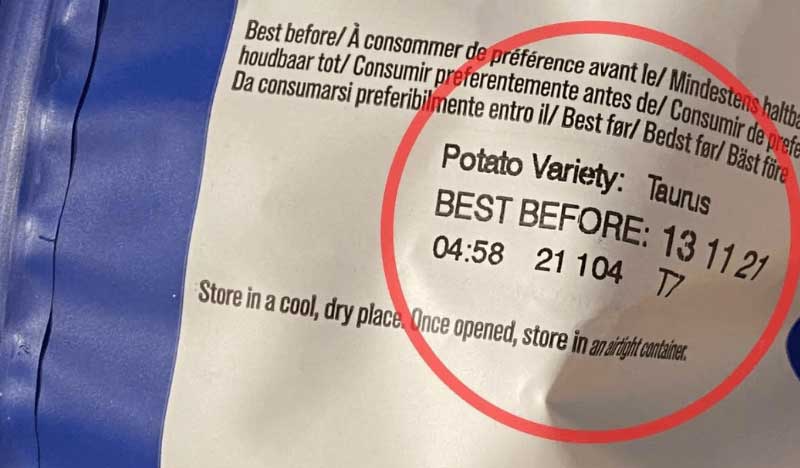 Best before/ À consommer de préférence avant le/ Mindestens haltba
houdbaar tot/ Consumir preferentemente antes de/ Consumir de prefe
Da consumarsi preferibilmente entro il/ Best før/ Bedst før/ Bäst före
Potato Variety: Taurus
BEST BEFORE: 13 11 21
04:58 21 104 T7
Store in a cool, dry place. Once opened, store in an airtight container.